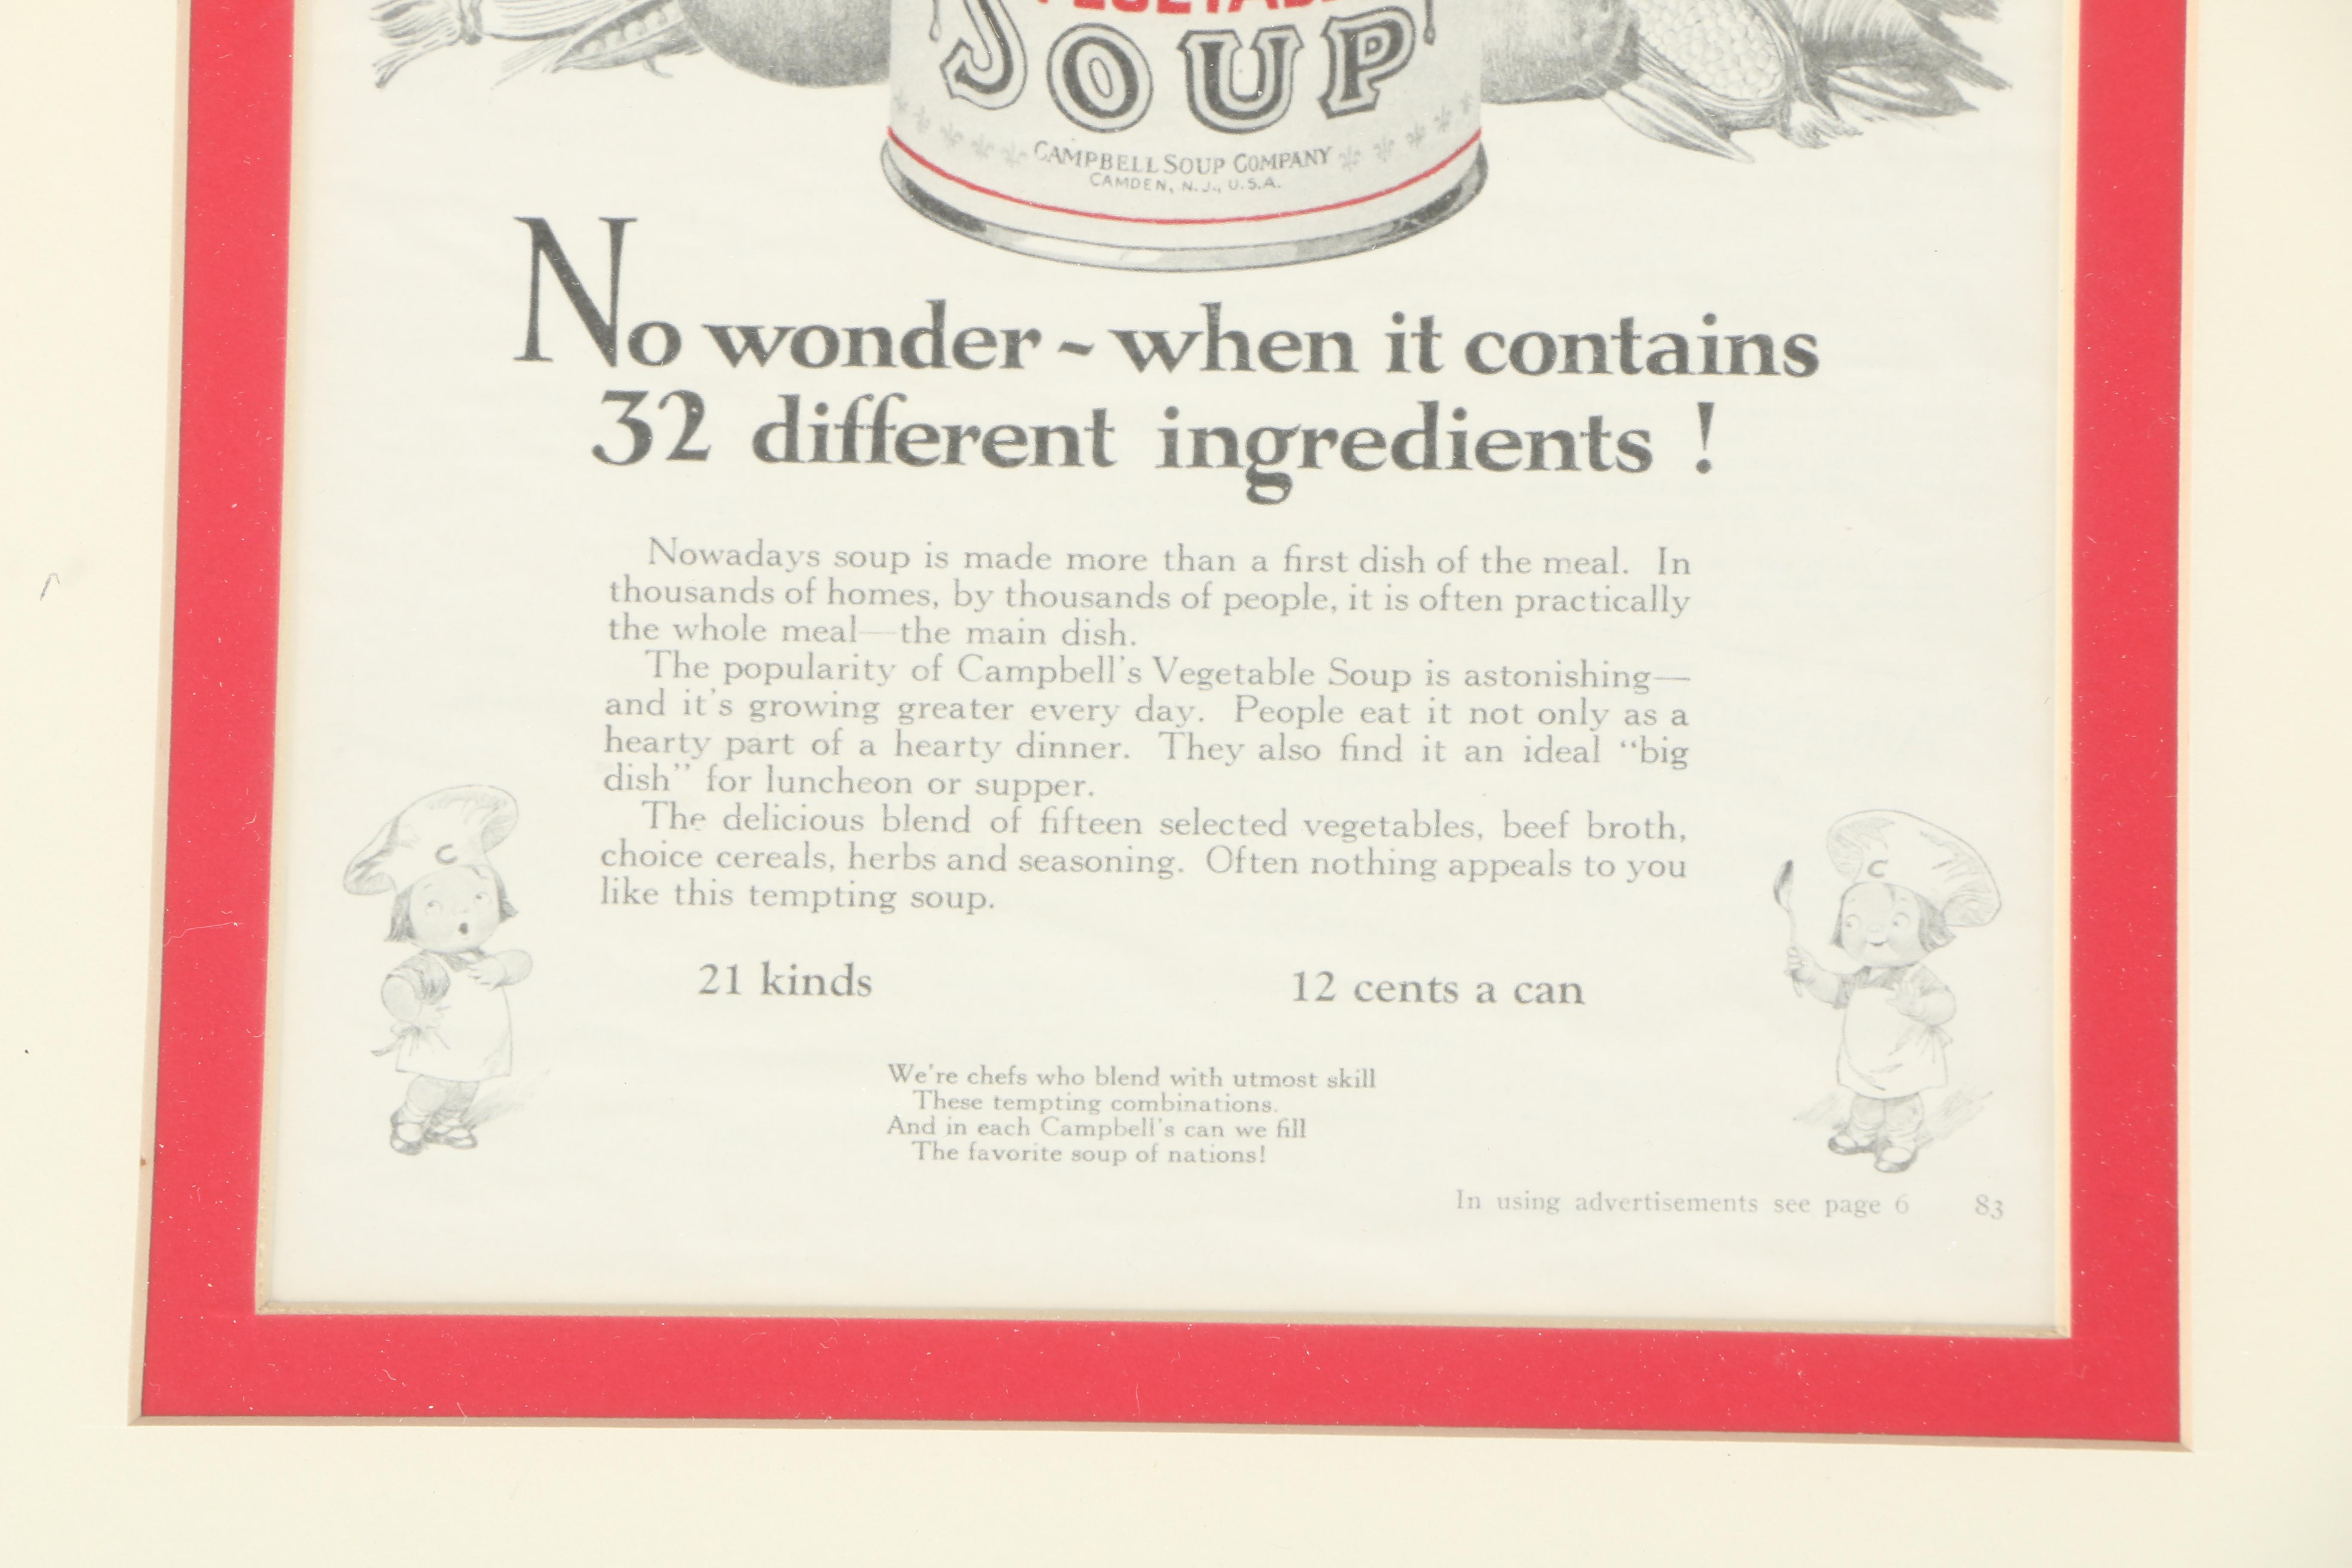 SOUP
CAMPBELL SOUP COMPANY
CAMDEN, N.J., U.S.A.
No wonder ~ when it contains
32 different ingredients !
Nowadays soup is made more than a first dish of the meal. In
thousands of homes, by thousands of people, it is often practically
the whole meal—the main dish.
The popularity of Campbell's Vegetable Soup is astonishing—
and it's growing greater every day. People eat it not only as a
hearty part of a hearty dinner. They also find it an ideal “big
dish” for luncheon or supper.
The delicious blend of fifteen selected vegetables, beef broth,
choice cereals, herbs and seasoning. Often nothing appeals to you
like this tempting soup.
C
C
21 kinds 12 cents a can
We're chefs who blend with utmost skill
These tempting combinations.
And in each Campbell's can we fill
The favorite soup of nations!
In using advertisements see page 6 83